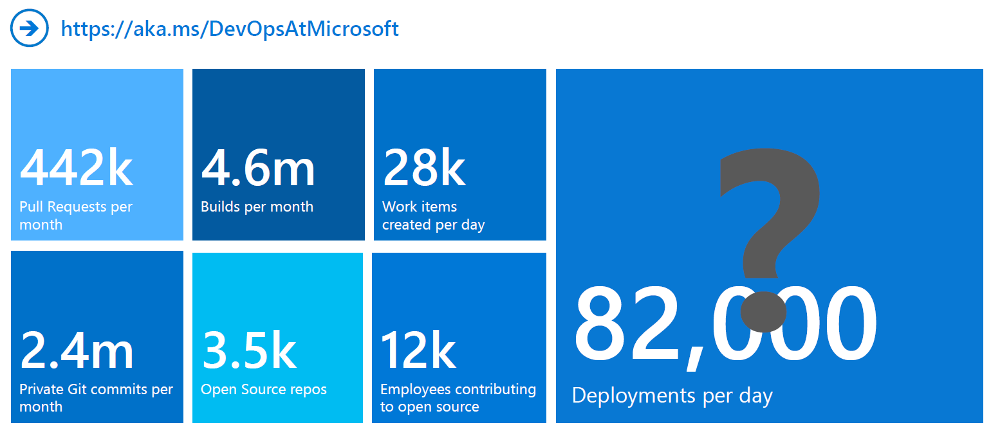 https://aka.ms/DevOpsAtMicrosoft
442k
Pull Requests per
month
4.6m
Builds per month
28k
Work items
created per day
2.4m
Private Git commits per
month
3.5k
Open Source repos
12k
Employees contributing
to open source
?
82,000
Deployments per day